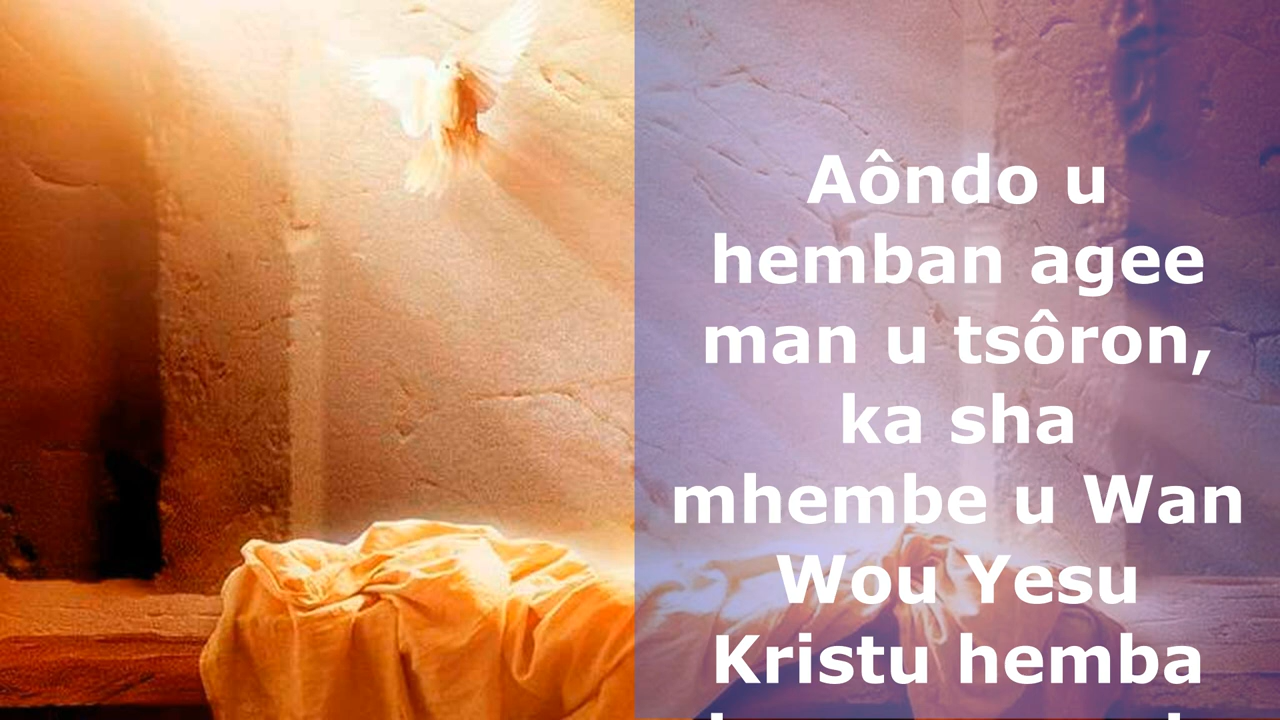 Aôndo u
hemban agee
man u tsôron,
ka sha
mhembe u Wan
Wou Yesu
Kristu hemba